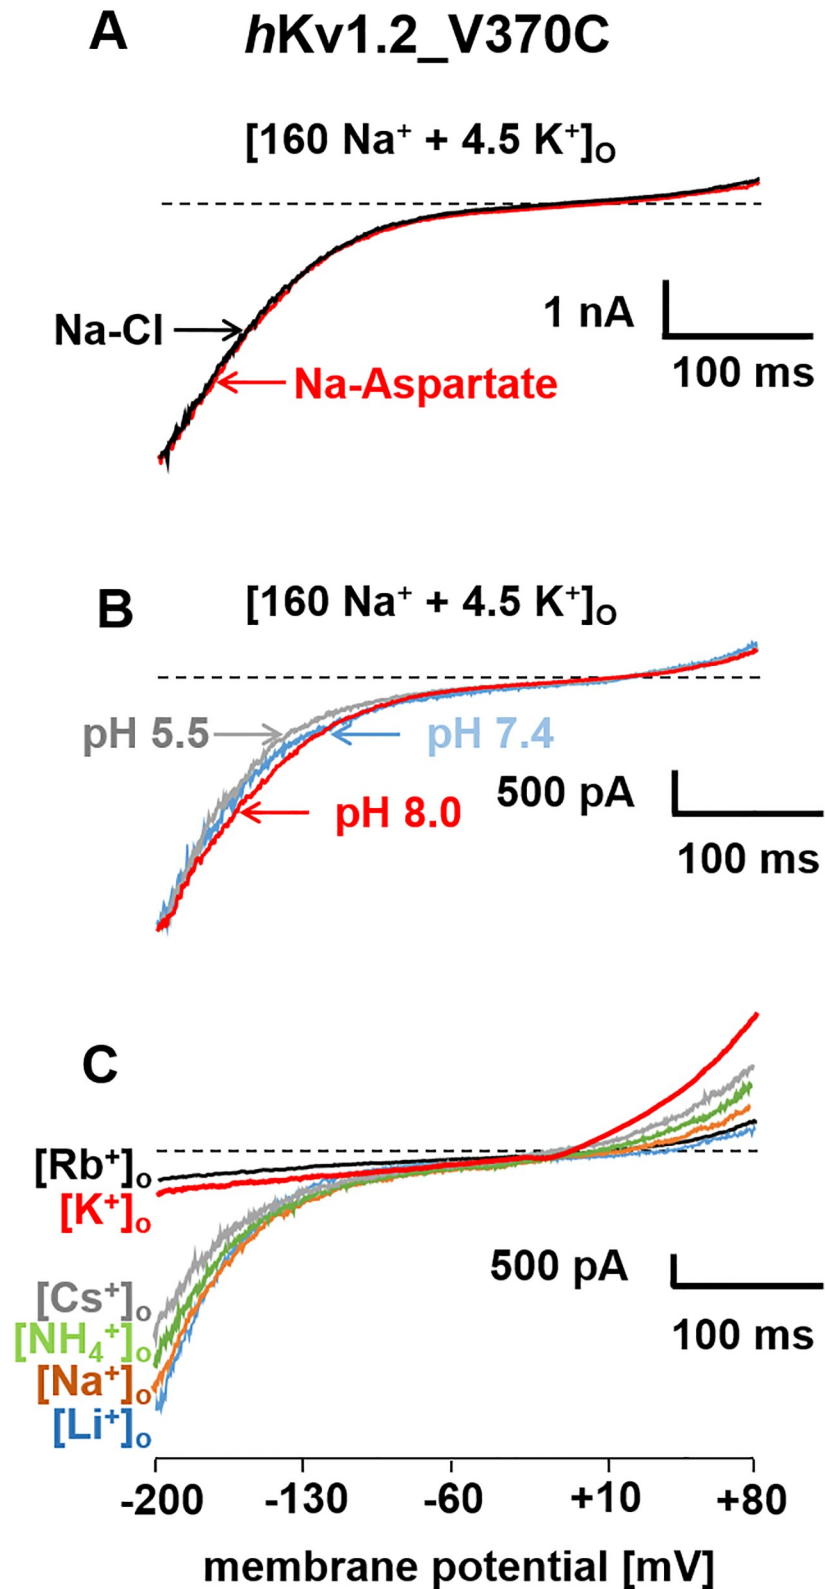 A hKv1.2_V370C
[160 Na⁺ + 4.5 K⁺]O
Na-Cl
1 nA
Na-Aspartate
100 ms
B [160 Na⁺ + 4.5 K⁺]O
pH 5.5 pH 7.4
500 pA
pH 8.0
100 ms
C
[Rb⁺]o
[K⁺]o
500 pA
[Cs⁺]o
100 ms
[NH₄⁺]o
[Na⁺]o
[Li⁺]o
-200 -130 -60 +10 +80
membrane potential [mV]